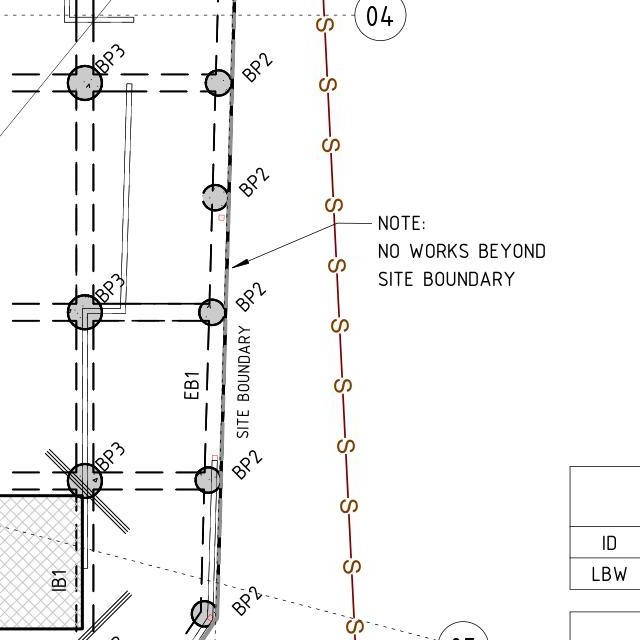 04
BP3
BP2
BP2
NOTE:
NO WORKS BEYOND
SITE BOUNDARY
BP3
BP2
EB1
SITE BOUNDARY
BP3
BP2
IB1
BP2
ID
LBW
S
S
S
S
S
S
S
S
S
S
S